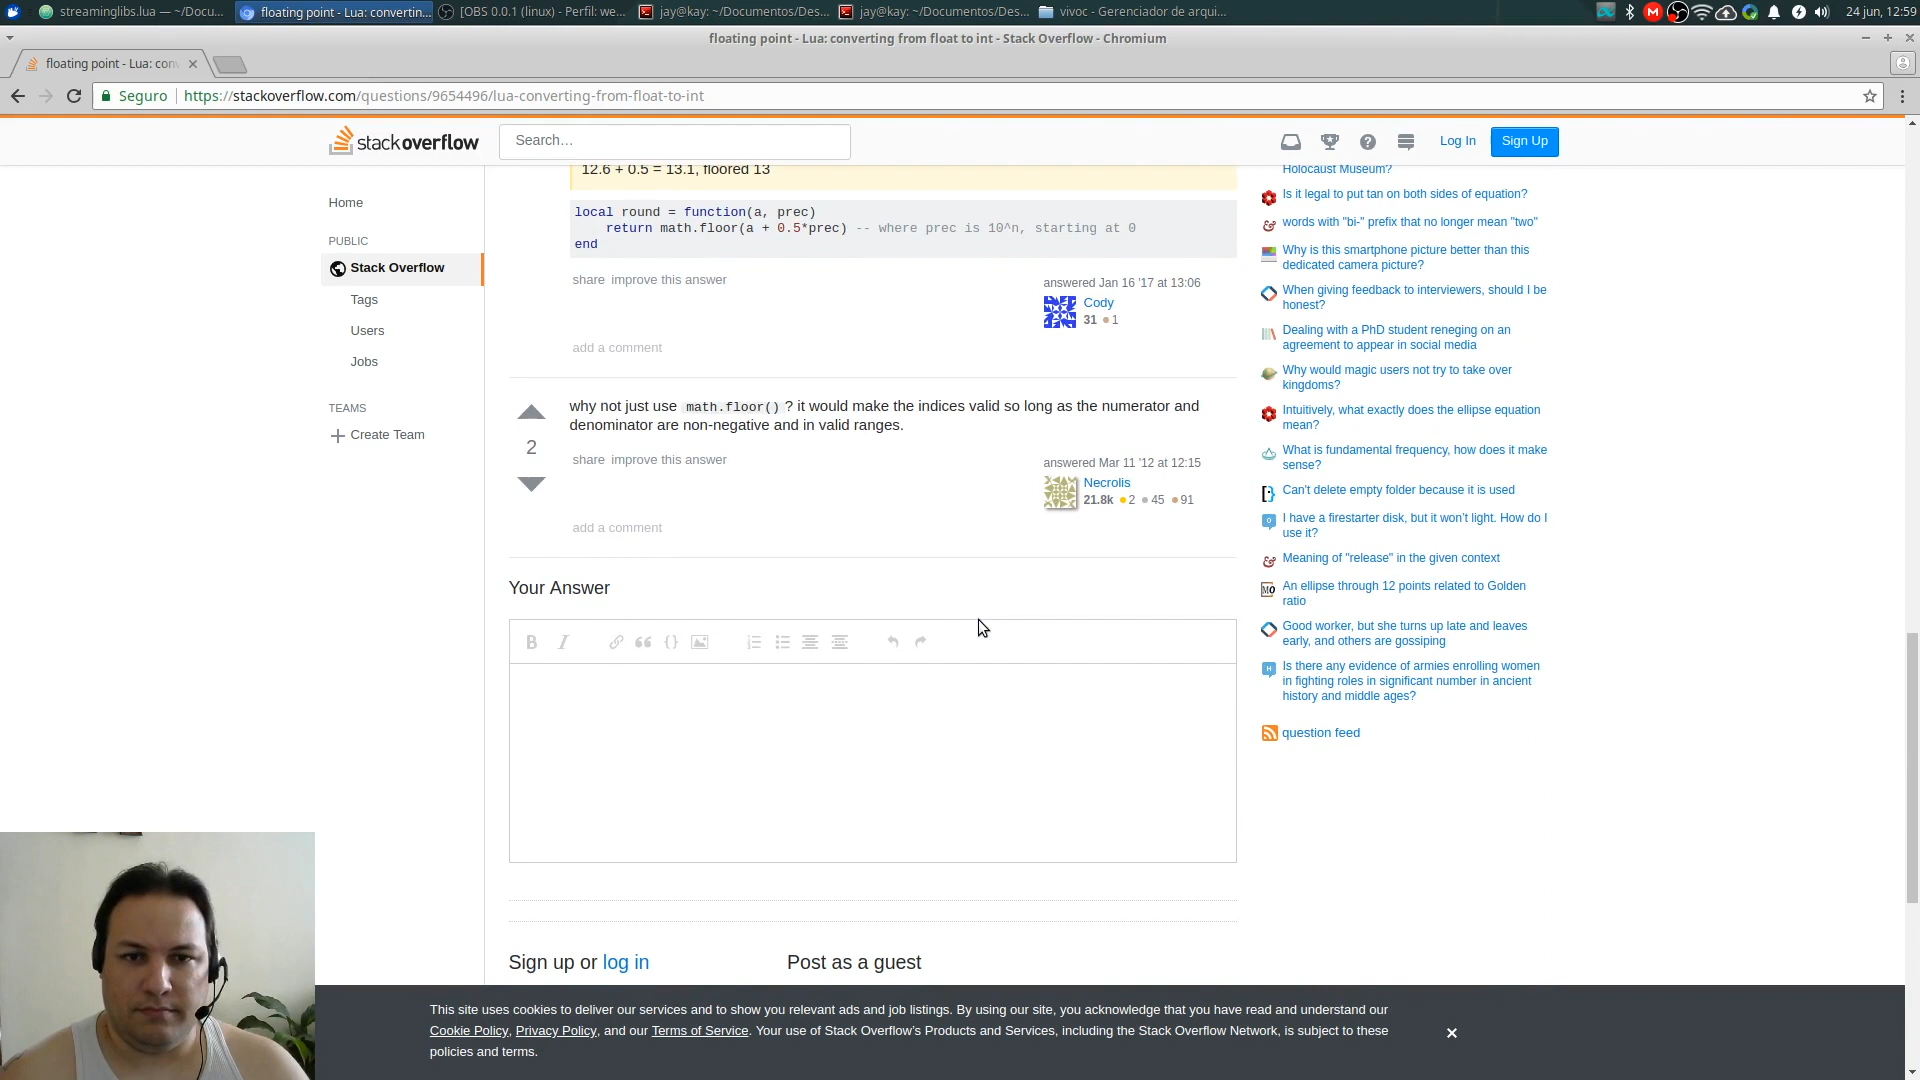 streaminglibs.lua — ~/Docu...
floating point - Lua: convertin...
[OBS 0.0.1 (linux) - Perfil: we...
jay@kay: ~/Documentos/Des...
jay@kay: ~/Documentos/Des...
vivoc - Gerenciador de arqui...
24 jun, 12:59
floating point - Lua: converting from float to int - Stack Overflow - Chromium
floating point - Lua: con
Seguro
https://stackoverflow.com/questions/9654496/lua-converting-from-float-to-int
stackoverflow
Search…
Log In
Sign Up
Home
PUBLIC
Stack Overflow
Tags
Users
Jobs
TEAMS
Create Team
12.6 + 0.5 = 13.1, floored 13
local round = function(a, prec)
return math.floor(a + 0.5*prec) -- where prec is 10^n, starting at 0
end
share improve this answer
answered Jan 16 '17 at 13:06
Cody
31 1
add a comment
2
why not just use math.floor() ? it would make the indices valid so long as the numerator and
denominator are non-negative and in valid ranges.
share improve this answer
answered Mar 11 '12 at 12:15
Necrolis
21.8k 2 45 91
add a comment
Your Answer
B I
Sign up or log in
Post as a guest
Holocaust Museum?
Is it legal to put tan on both sides of equation?
words with "bi-" prefix that no longer mean "two"
Why is this smartphone picture better than this
dedicated camera picture?
When giving feedback to interviewers, should I be
honest?
Dealing with a PhD student reneging on an
agreement to appear in social media
Why would magic users not try to take over
kingdoms?
Intuitively, what exactly does the ellipse equation
mean?
What is fundamental frequency, how does it make
sense?
Can't delete empty folder because it is used
I have a firestarter disk, but it won't light. How do I
use it?
Meaning of "release" in the given context
An ellipse through 12 points related to Golden
ratio
Good worker, but she turns up late and leaves
early, and others are gossiping
Is there any evidence of armies enrolling women
in fighting roles in significant number in ancient
history and middle ages?
question feed
This site uses cookies to deliver our services and to show you relevant ads and job listings. By using our site, you acknowledge that you have read and understand our
Cookie Policy, Privacy Policy, and our Terms of Service. Your use of Stack Overflow's Products and Services, including the Stack Overflow Network, is subject to these
policies and terms.